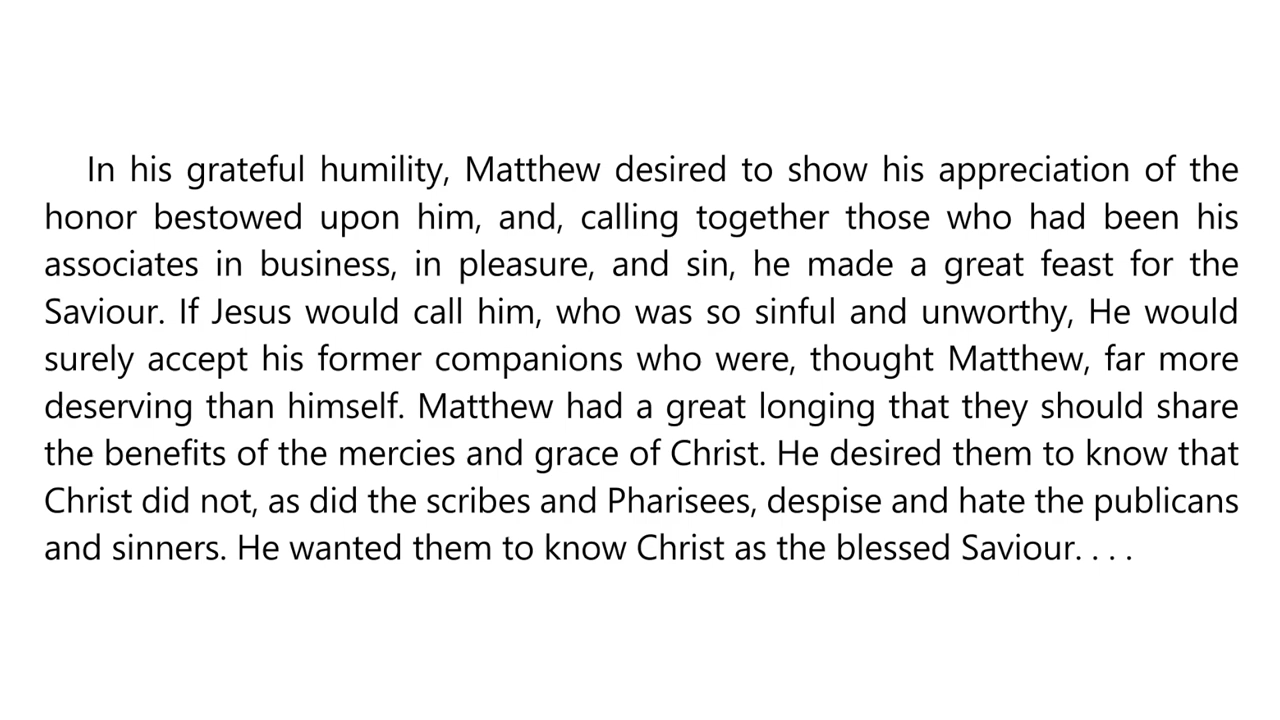 In his grateful humility, Matthew desired to show his appreciation of the
honor bestowed upon him, and, calling together those who had been his
associates in business, in pleasure, and sin, he made a great feast for the
Saviour. If Jesus would call him, who was so sinful and unworthy, He would
surely accept his former companions who were, thought Matthew, far more
deserving than himself. Matthew had a great longing that they should share
the benefits of the mercies and grace of Christ. He desired them to know that
Christ did not, as did the scribes and Pharisees, despise and hate the publicans
and sinners. He wanted them to know Christ as the blessed Saviour. . . .